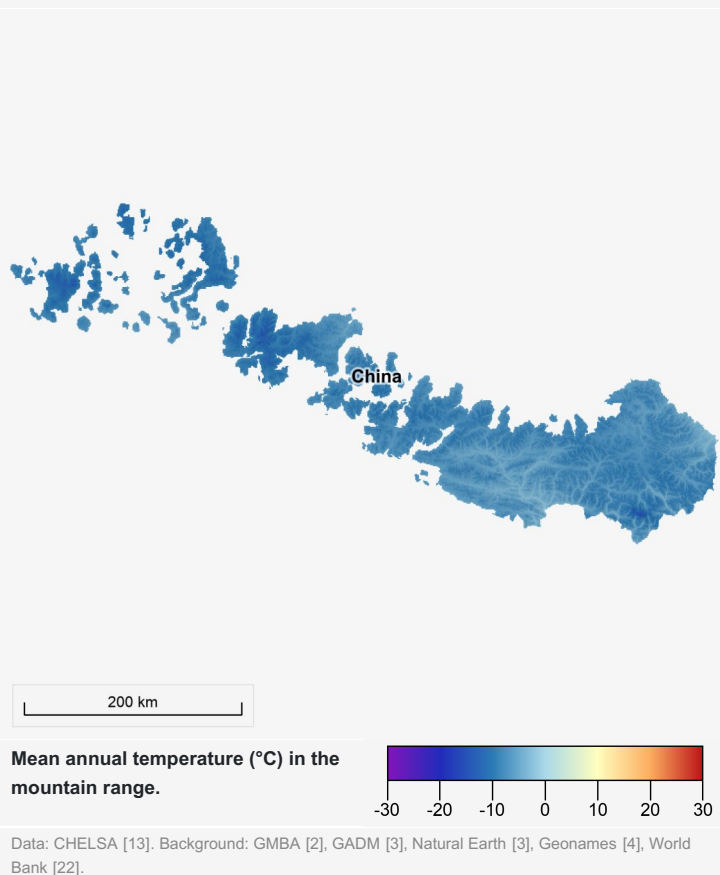 China
200 km
Mean annual temperature (°C) in the
mountain range.
-30 -20 -10 0 10 20 30
Data: CHELSA [13]. Background: GMBA [2], GADM [3], Natural Earth [3], Geonames [4], World
Bank [22].